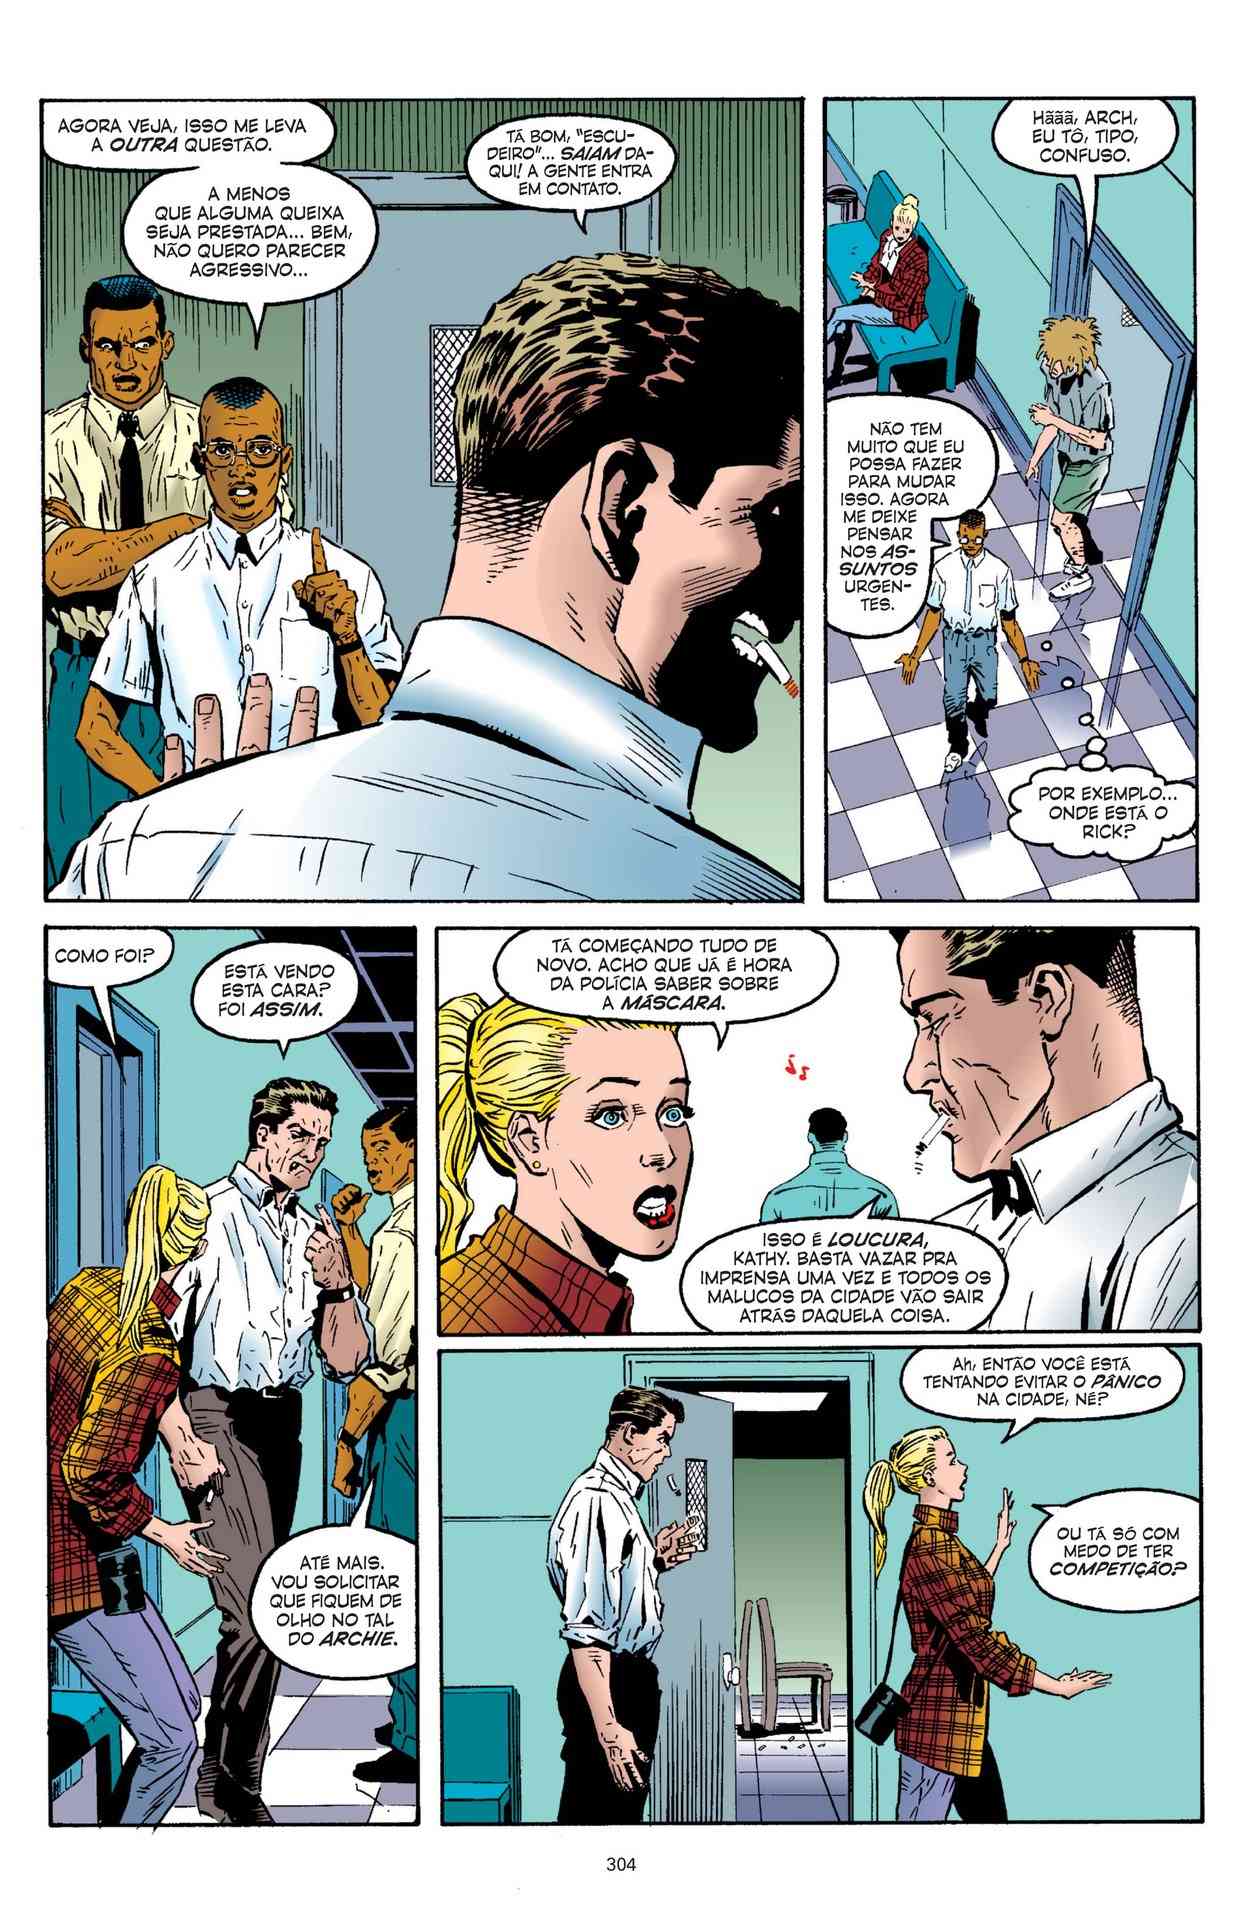 AGORA VEJA, ISSO ME LEVA
A OUTRA QUESTÃO.
A MENOS
QUE ALGUMA QUEIXA
SEJA PRESTADA... BEM,
NÃO QUERO PARECER
AGRESSIVO...
TÁ BOM, "ESCU-
DEIRO"... SAIAM DA-
QUI! A GENTE ENTRA
EM CONTATO.
HÃÃÃ, ARCH,
EU TÔ, TIPO,
CONFUSO.
NÃO TEM
MUITO QUE EU
POSSA FAZER
PARA MUDAR
ISSO. AGORA
ME DEIXE
PENSAR
NOS AS-
SUNTOS
URGEN-
TES.
POR EXEMPLO...
ONDE ESTÁ O
RICK?
COMO FOI?
ESTÁ VENDO
ESTA CARA?
FOI ASSIM.
ATÉ MAIS.
VOU SOLICITAR
QUE FIQUEM DE
OLHO NO TAL
DO ARCHIE.
TÁ COMEÇANDO TUDO DE
NOVO. ACHO QUE JÁ É HORA
DA POLÍCIA SABER SOBRE
A MÁSCARA.
ISSO É LOUCURA,
KATHY. BASTA VAZAR PRA
IMPRENSA UMA VEZ E TODOS OS
MALUCOS DA CIDADE VÃO SAIR
ATRÁS DAQUELA COISA.
Ah, ENTÃO VOCÊ ESTÁ
TENTANDO EVITAR O PÂNICO
NA CIDADE, NÉ?
OU TÁ SÓ COM
MEDO DE TER
COMPETIÇÃO?
304